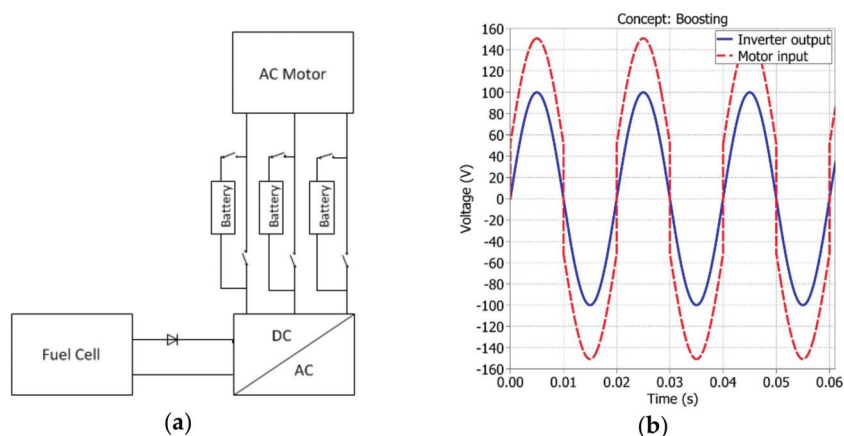 AC Motor
Battery
Battery
Battery
Fuel Cell
DC
AC
(a)
Concept: Boosting
Inverter output
Motor input
Voltage (V)
160
140
120
100
80
60
40
20
0
-20
-40
-60
-80
-100
-120
-140
-160
0.00 0.01 0.02 0.03 0.04 0.05 0.06
Time (s)
(b)